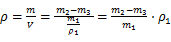 ρ = m/V = (m₂−m₃)/(m₁/ρ₁) = (m₂−m₃)/m₁ · ρ₁